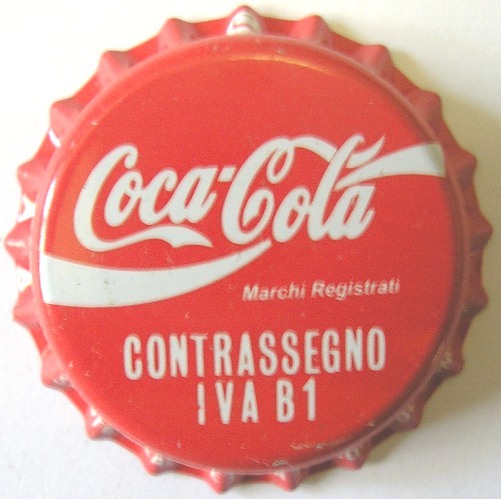 Coca-Cola
Marchi Registrati
CONTRASSEGNO
IVA B1